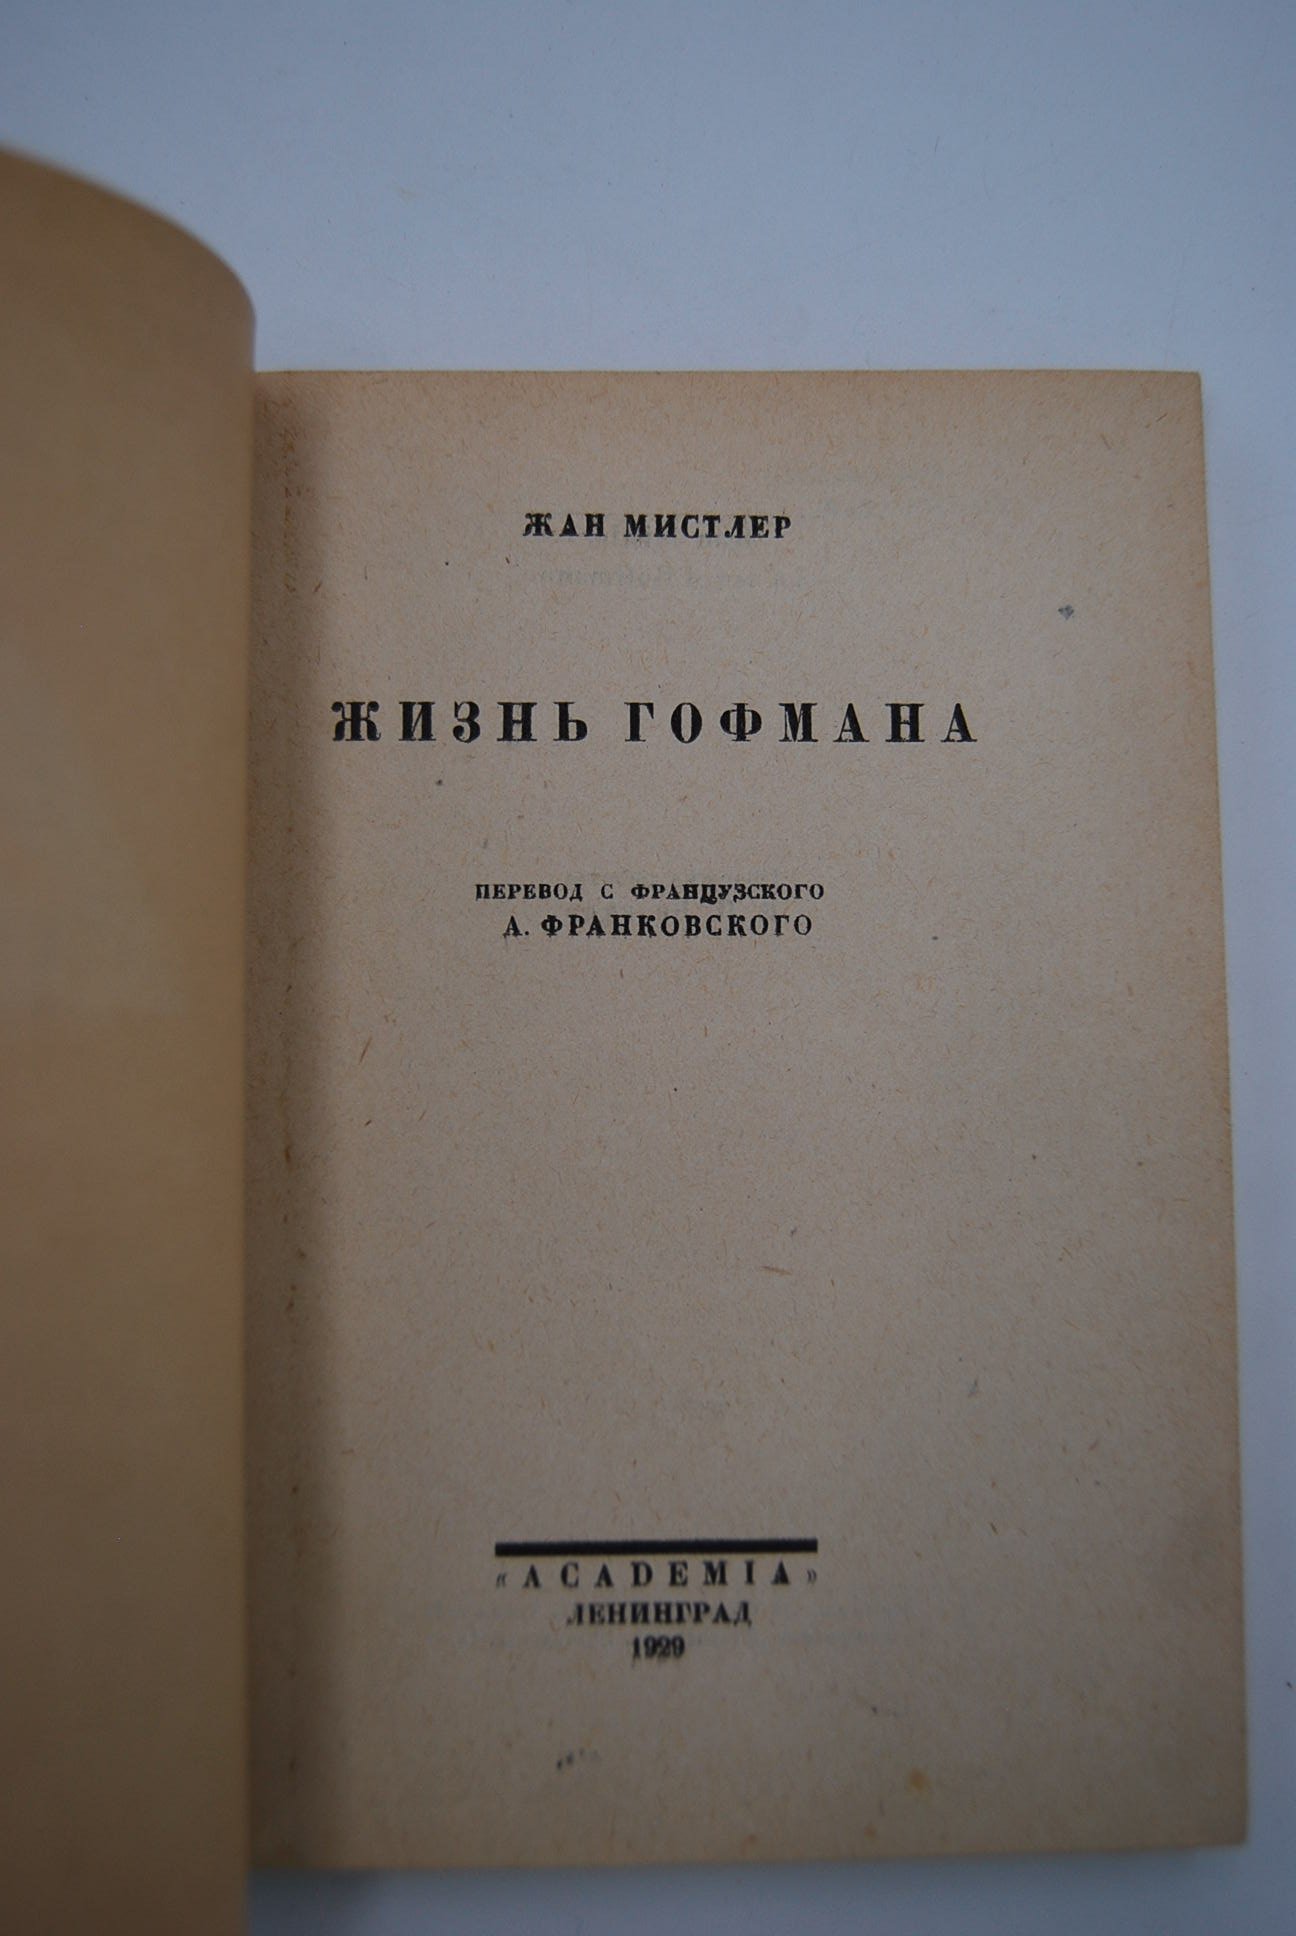 ЖАН МИСТЛЕР
ЖИЗНЬ ГОФМАНА
ПЕРЕВОД С ФРАНЦУЗСКОГО
А. ФРАНКОВСКОГО
«ACADEMIA»
ЛЕНИНГРАД
1929